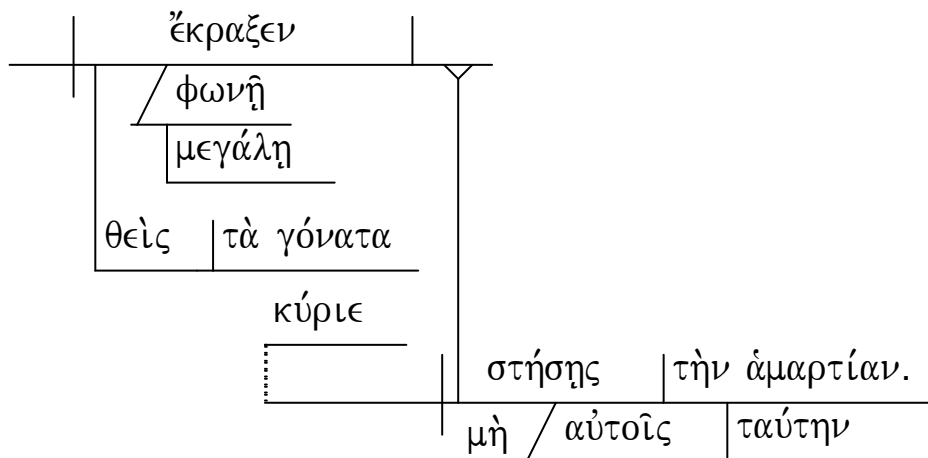 ἔκραξεν
φωνῇ
μεγάλῃ
θεὶς τὰ γόνατα
κύριε
στήσῃς τὴν ἁμαρτίαν.
μὴ αὐτοῖς ταύτην